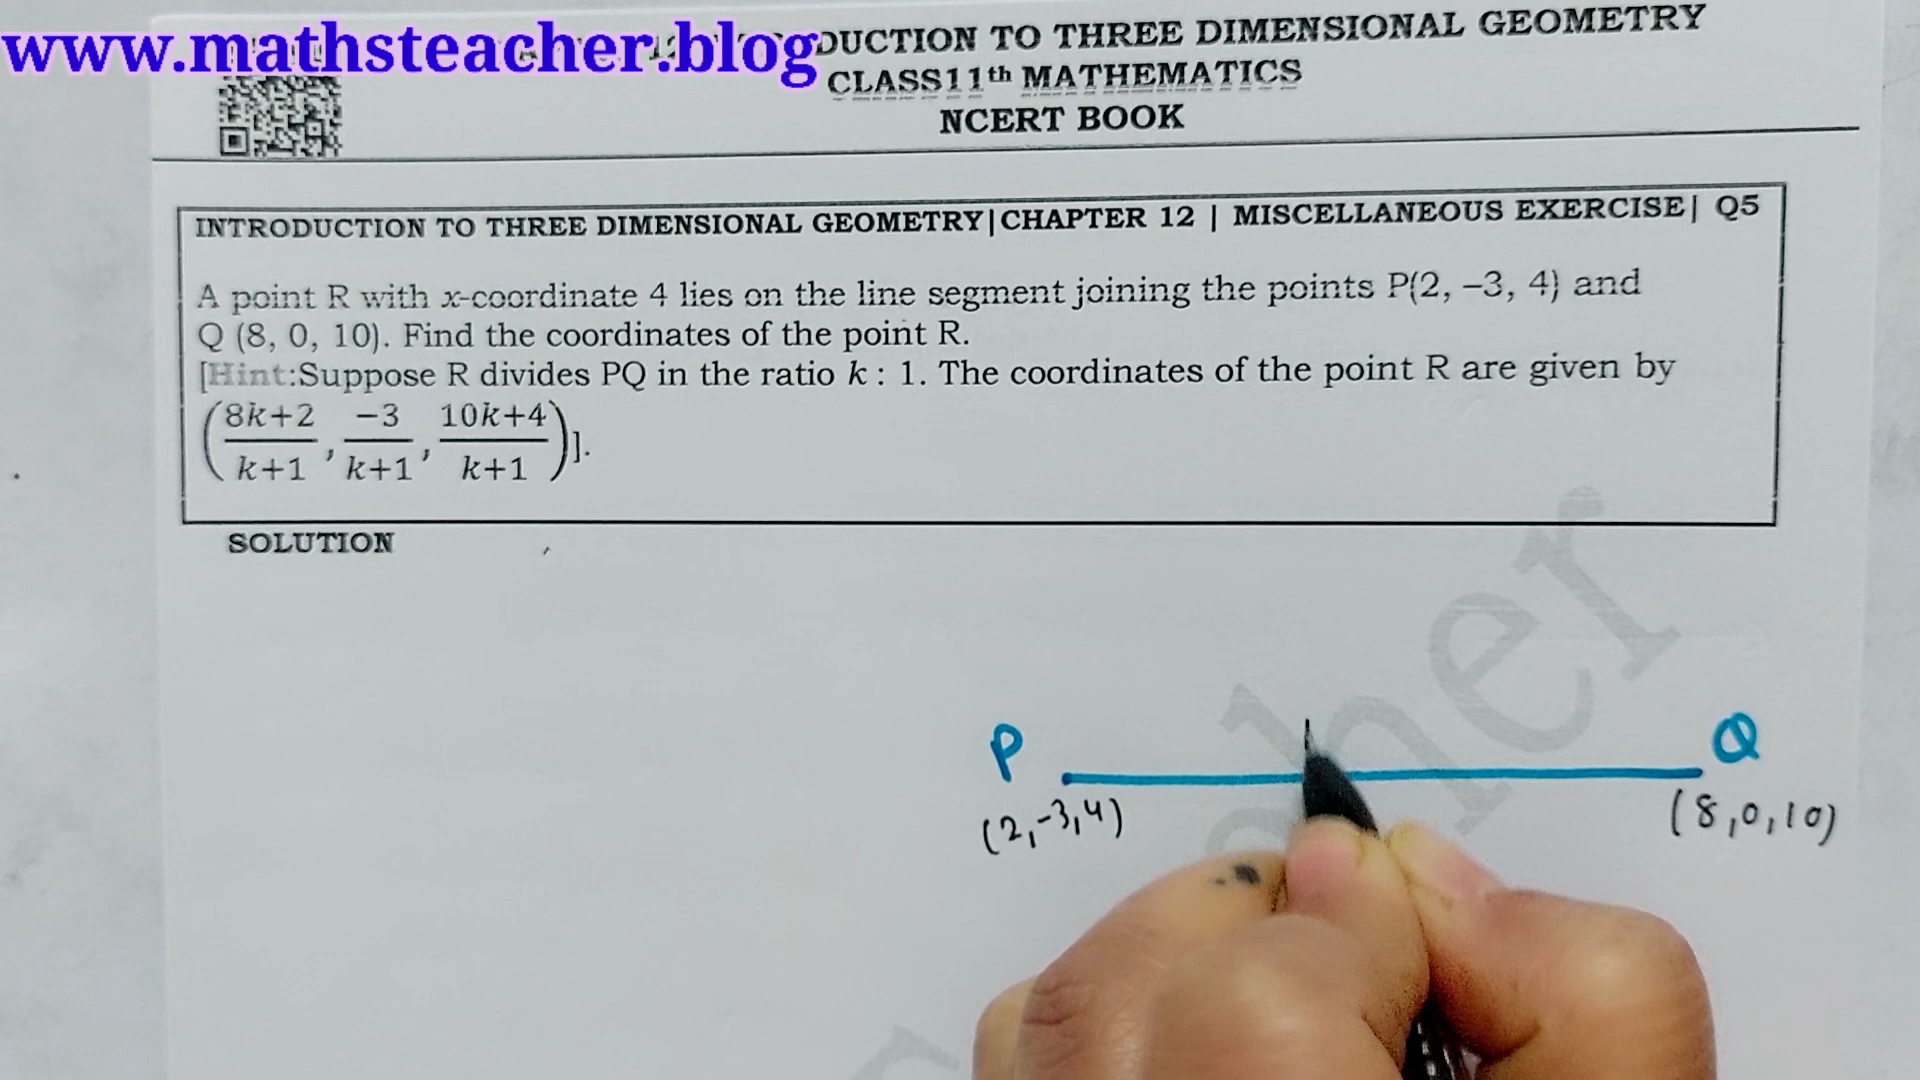 www.mathsteacher.blog
DUCTION TO THREE DIMENSIONAL GEOMETRY
CLASS11th MATHEMATICS
NCERT BOOK
INTRODUCTION TO THREE DIMENSIONAL GEOMETRY|CHAPTER 12 | MISCELLANEOUS EXERCISE| Q5
A point R with x-coordinate 4 lies on the line segment joining the points P(2, –3, 4) and
Q (8, 0, 10). Find the coordinates of the point R.
[Hint:Suppose R divides PQ in the ratio k : 1. The coordinates of the point R are given by
(8k+2/k+1, −3/k+1, 10k+4/k+1)].
SOLUTION
P Q
(2,-3,4) (8,0,10)
her